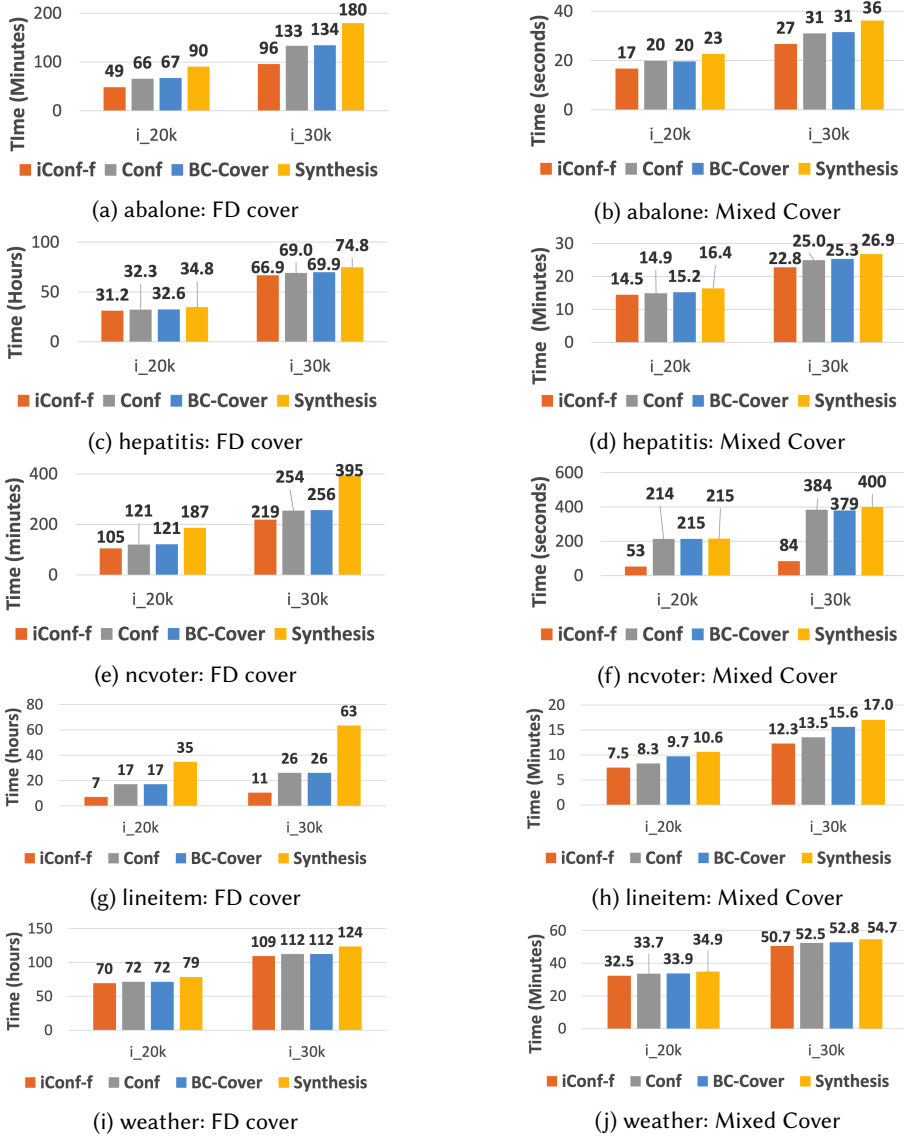 200
100
0
TIme (Minutes)
49
66
67
90
96
133
134
180
i_20k
i_30k
iConf-f Conf BC-Cover Synthesis
(a) abalone: FD cover
40
20
0
Time (seconds)
17
20
20
23
27
31
31
36
i_20k
i_30k
iConf-f Conf BC-Cover Synthesis
(b) abalone: Mixed Cover
100
50
0
Time (Hours)
31.2
32.3
32.6
34.8
66.9
69.0
69.9
74.8
i_20k
i_30k
iConf-f Conf BC-Cover Synthesis
(c) hepatitis: FD cover
30
20
10
0
Time (Minutes)
14.5
14.9
15.2
16.4
22.8
25.0
25.3
26.9
i_20k
i_30k
iConf-f Conf BC-Cover Synthesis
(d) hepatitis: Mixed Cover
400
200
0
Time (minutes)
105
121
121
187
219
254
256
395
i_20k
i_30k
iConf-f Conf BC-Cover Synthesis
(e) ncvoter: FD cover
600
400
200
0
Time (seconds)
53
214
215
215
84
384
379
400
i_20k
i_30k
iConf-f Conf BC-Cover Synthesis
(f) ncvoter: Mixed Cover
80
60
40
20
0
Time (hours)
7
17
17
35
11
26
26
63
i_20k
i_30k
iConf-f Conf BC-Cover Synthesis
(g) lineitem: FD cover
20
15
10
5
0
Time (Minutes)
7.5
8.3
9.7
10.6
12.3
13.5
15.6
17.0
i_20k
i_30k
iConf-f Conf BC-Cover Synthesis
(h) lineitem: Mixed Cover
150
100
50
0
Time (hours)
70
72
72
79
109
112
112
124
i_20k
i_30k
iConf-f Conf BC-Cover Synthesis
(i) weather: FD cover
60
40
20
0
Time (Minutes)
32.5
33.7
33.9
34.9
50.7
52.5
52.8
54.7
i_20k
i_30k
iConf-f Conf BC-Cover Synthesis
(j) weather: Mixed Cover